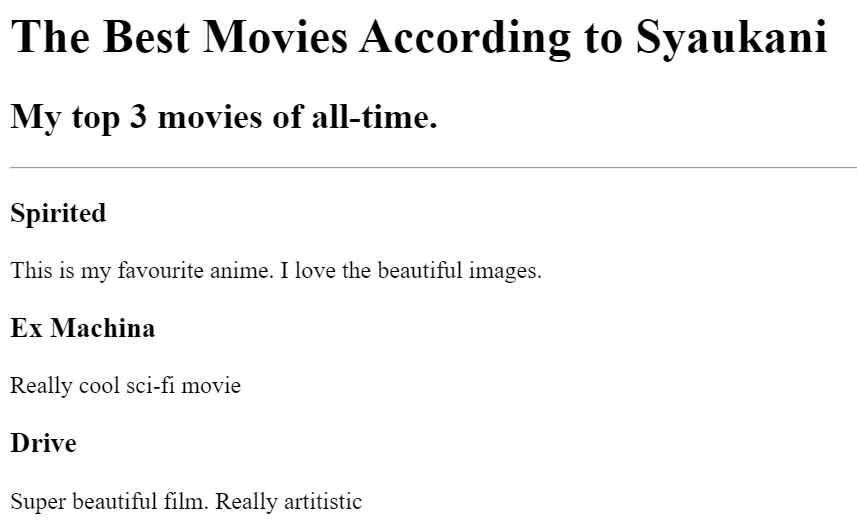 The Best Movies According to Syaukani
My top 3 movies of all-time.
Spirited
This is my favourite anime. I love the beautiful images.
Ex Machina
Really cool sci-fi movie
Drive
Super beautiful film. Really artitistic